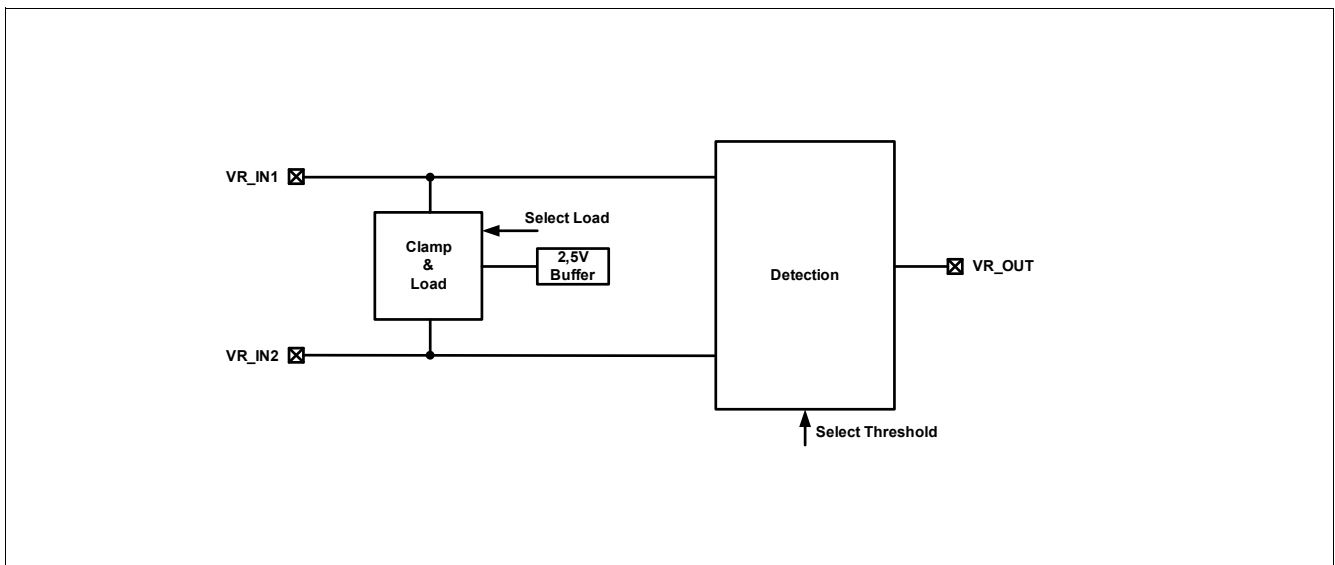 VR_IN1
Select Load
Clamp
&
Load
2,5V
Buffer
Detection
VR_OUT
VR_IN2
Select Threshold